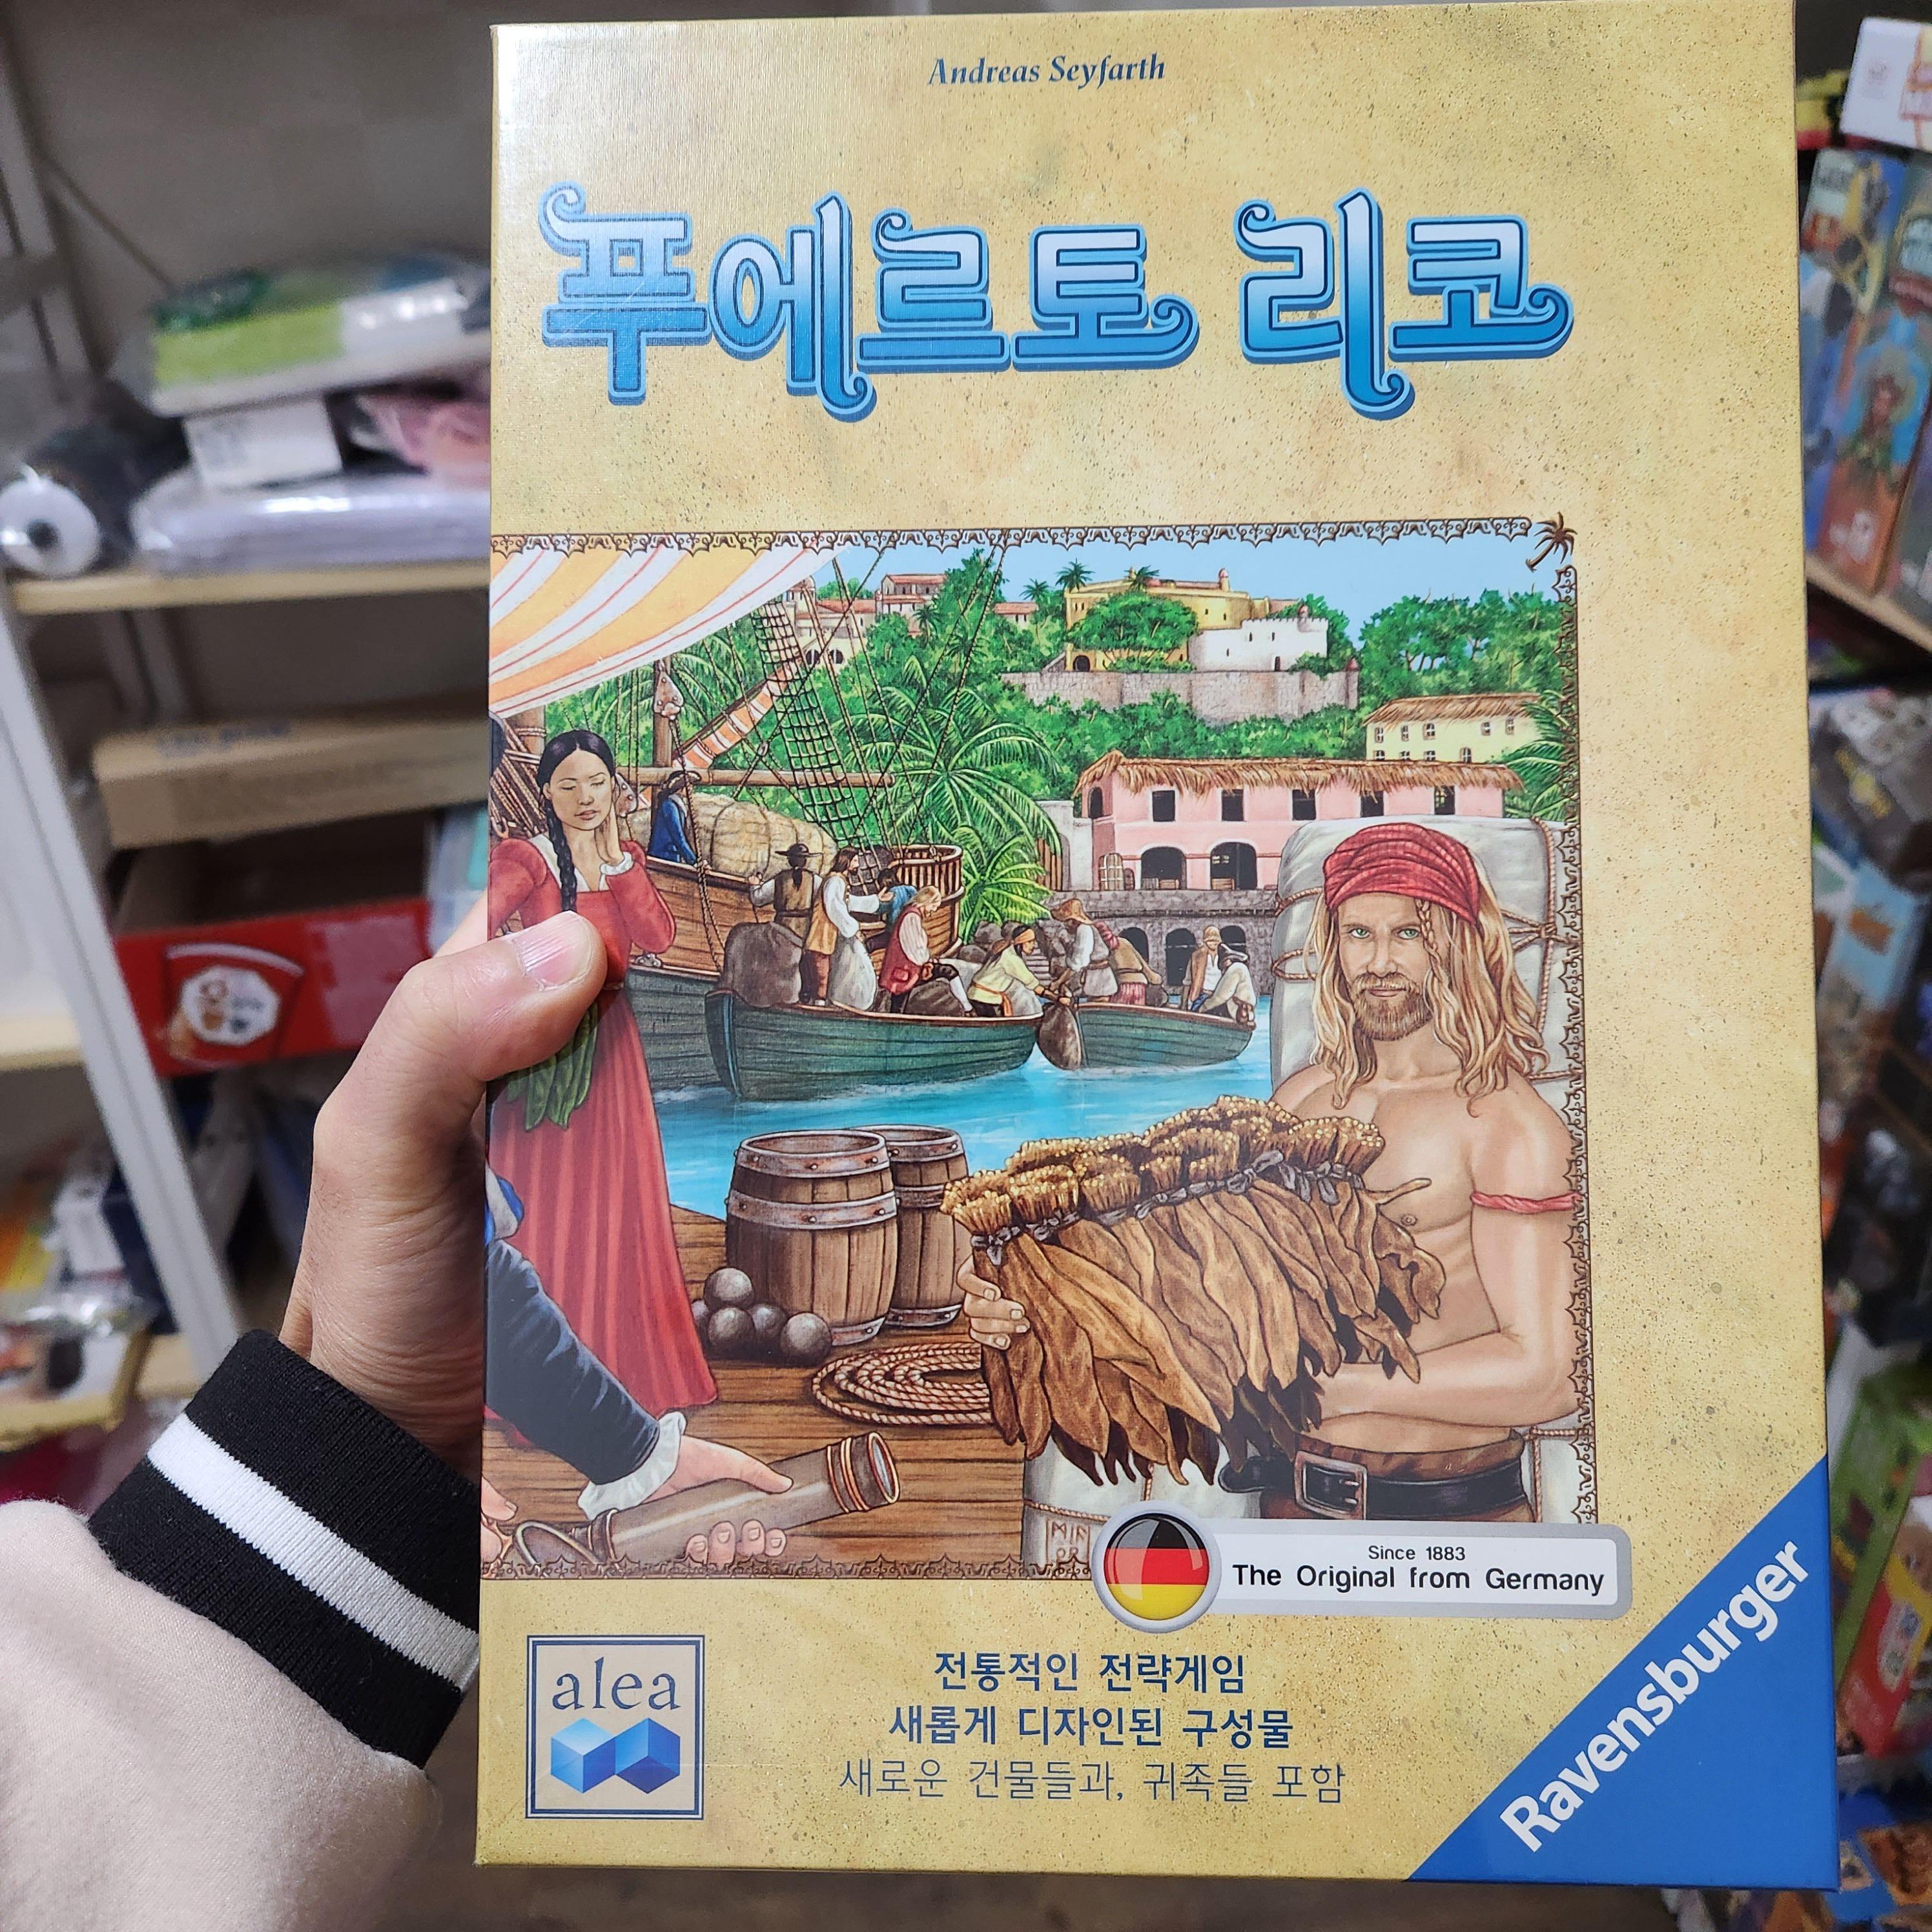 Andreas Seyfarth
푸에르토 리코
Since 1883
The Original from Germany
alea
전통적인 전략게임
새롭게 디자인된 구성물
새로운 건물들과, 귀족들 포함
Ravensburger